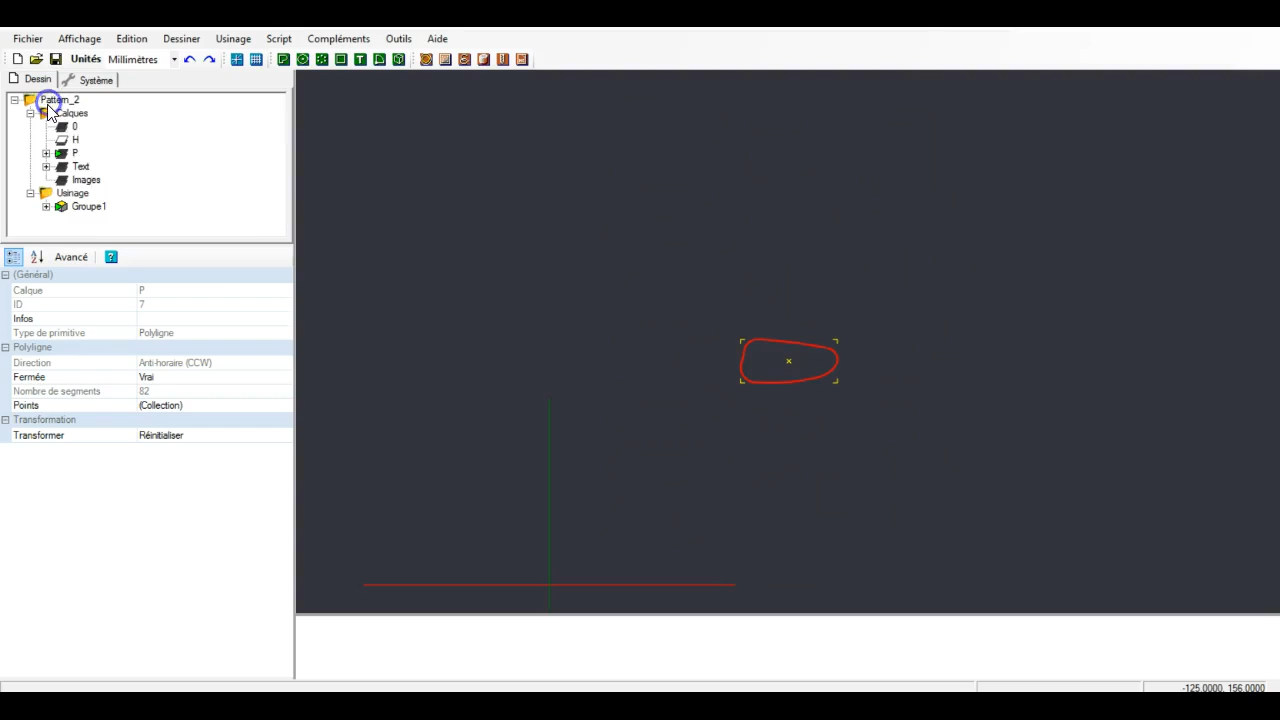 Fichier Affichage Edition Dessiner Usinage Script Compléments Outils Aide
Unités Millimètres
Dessin Système
Pattern_2
Calques
0
H
P
Text
Images
Usinage
Groupe1
Avancé
(Général)
Calque P
ID 7
Infos
Type de primitive Polyligne
Polyligne
Direction Anti-horaire (CCW)
Fermée Vrai
Nombre de segments 82
Points (Collection)
Transformation
Transformer Réinitialiser
-125.0000, 156.0000